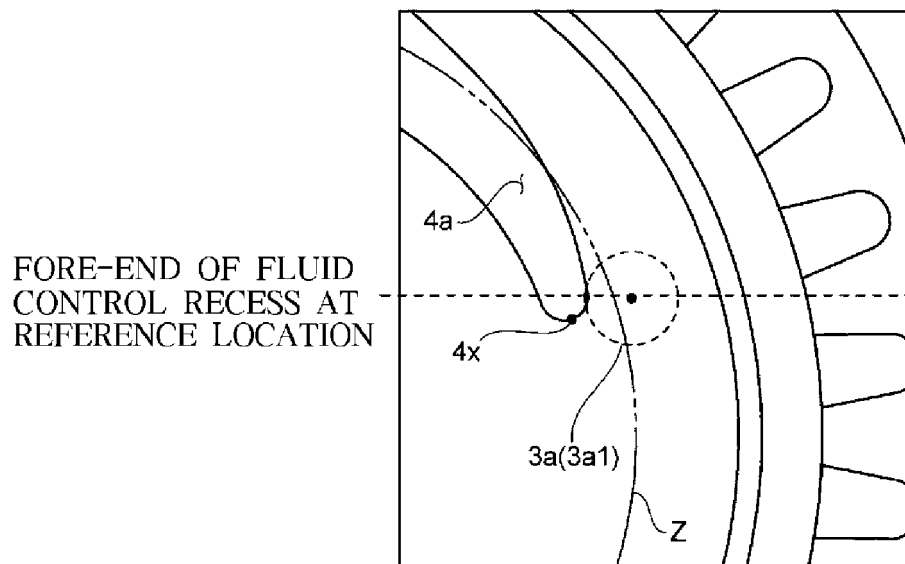 4a
FORE-END OF FLUID
CONTROL RECESS AT
REFERENCE LOCATION
4x
3a(3a1)
Z